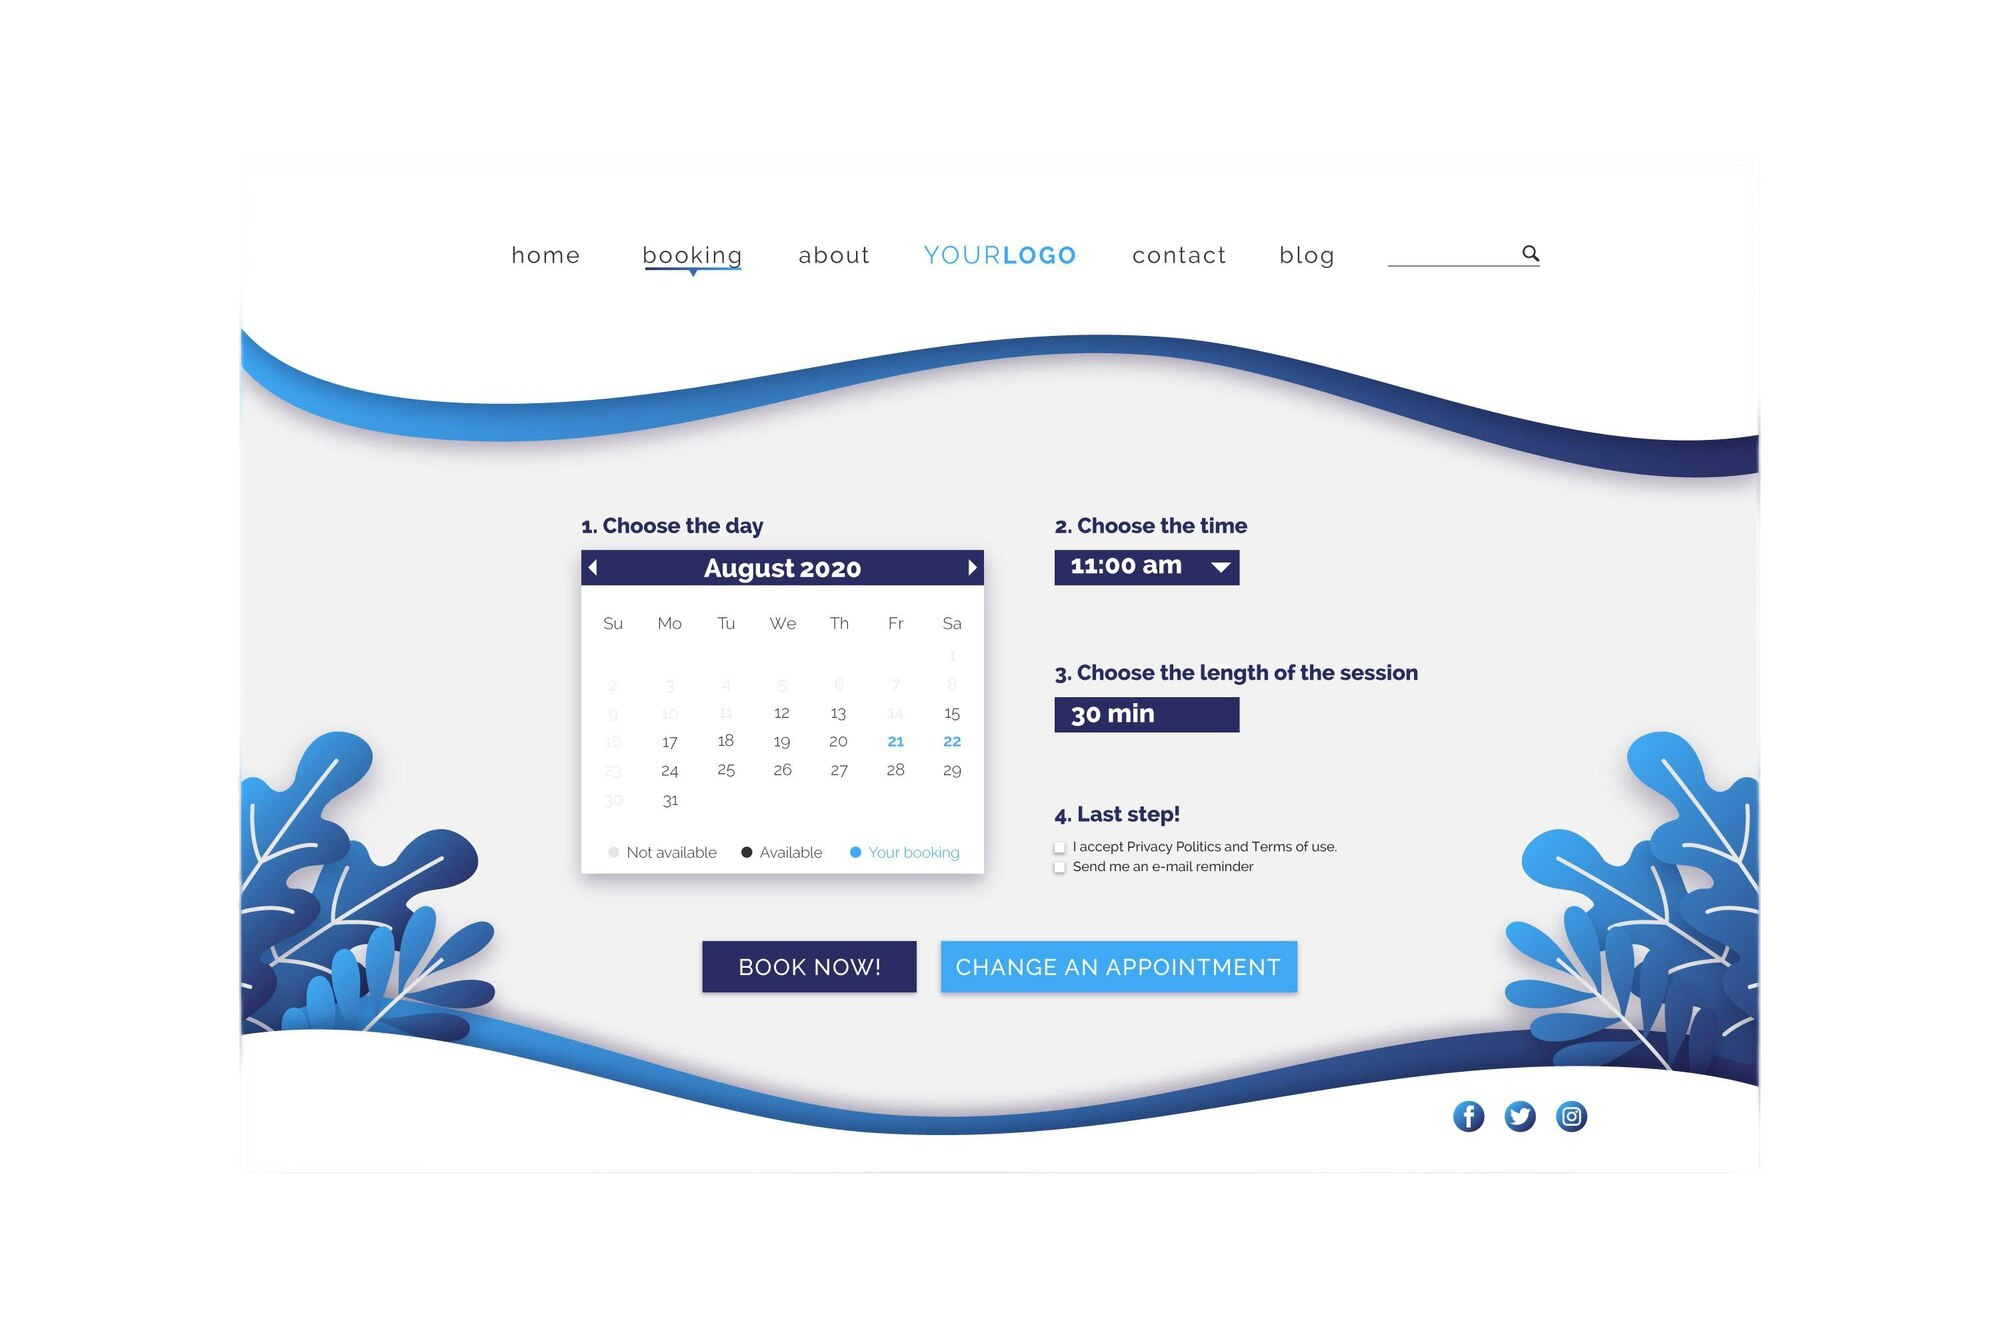 home booking about YOURLOGO contact blog
1. Choose the day
August 2020
Su Mo Tu We Th Fr Sa
1
2 3 4 5 6 7 8
9 10 11 12 13 14 15
16 17 18 19 20 21 22
23 24 25 26 27 28 29
30 31
Not available Available Your booking
2. Choose the time
11:00 am
3. Choose the length of the session
30 min
4. Last step!
I accept Privacy Politics and Terms of use.
Send me an e-mail reminder
BOOK NOW! CHANGE AN APPOINTMENT